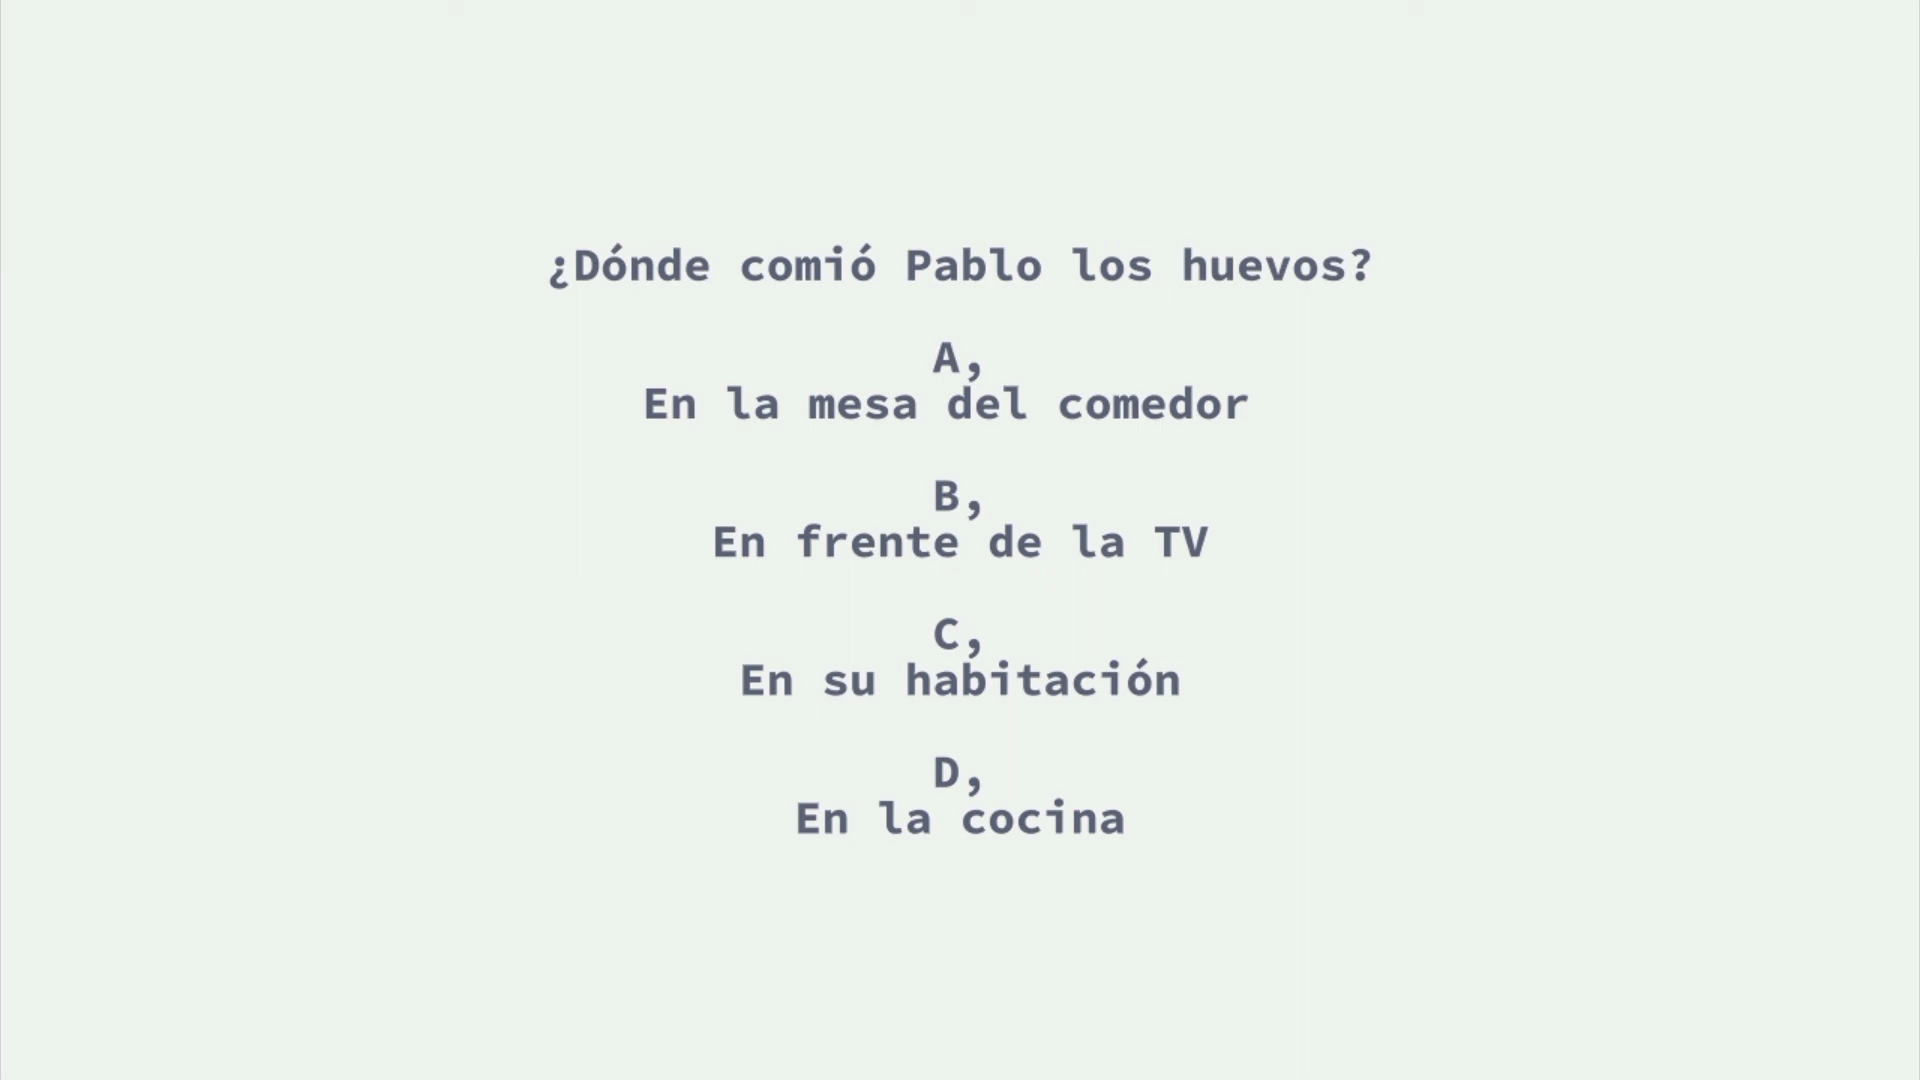 ¿Dónde comió Pablo los huevos?
A,
En la mesa del comedor
B,
En frente de la TV
C,
En su habitación
D,
En la cocina